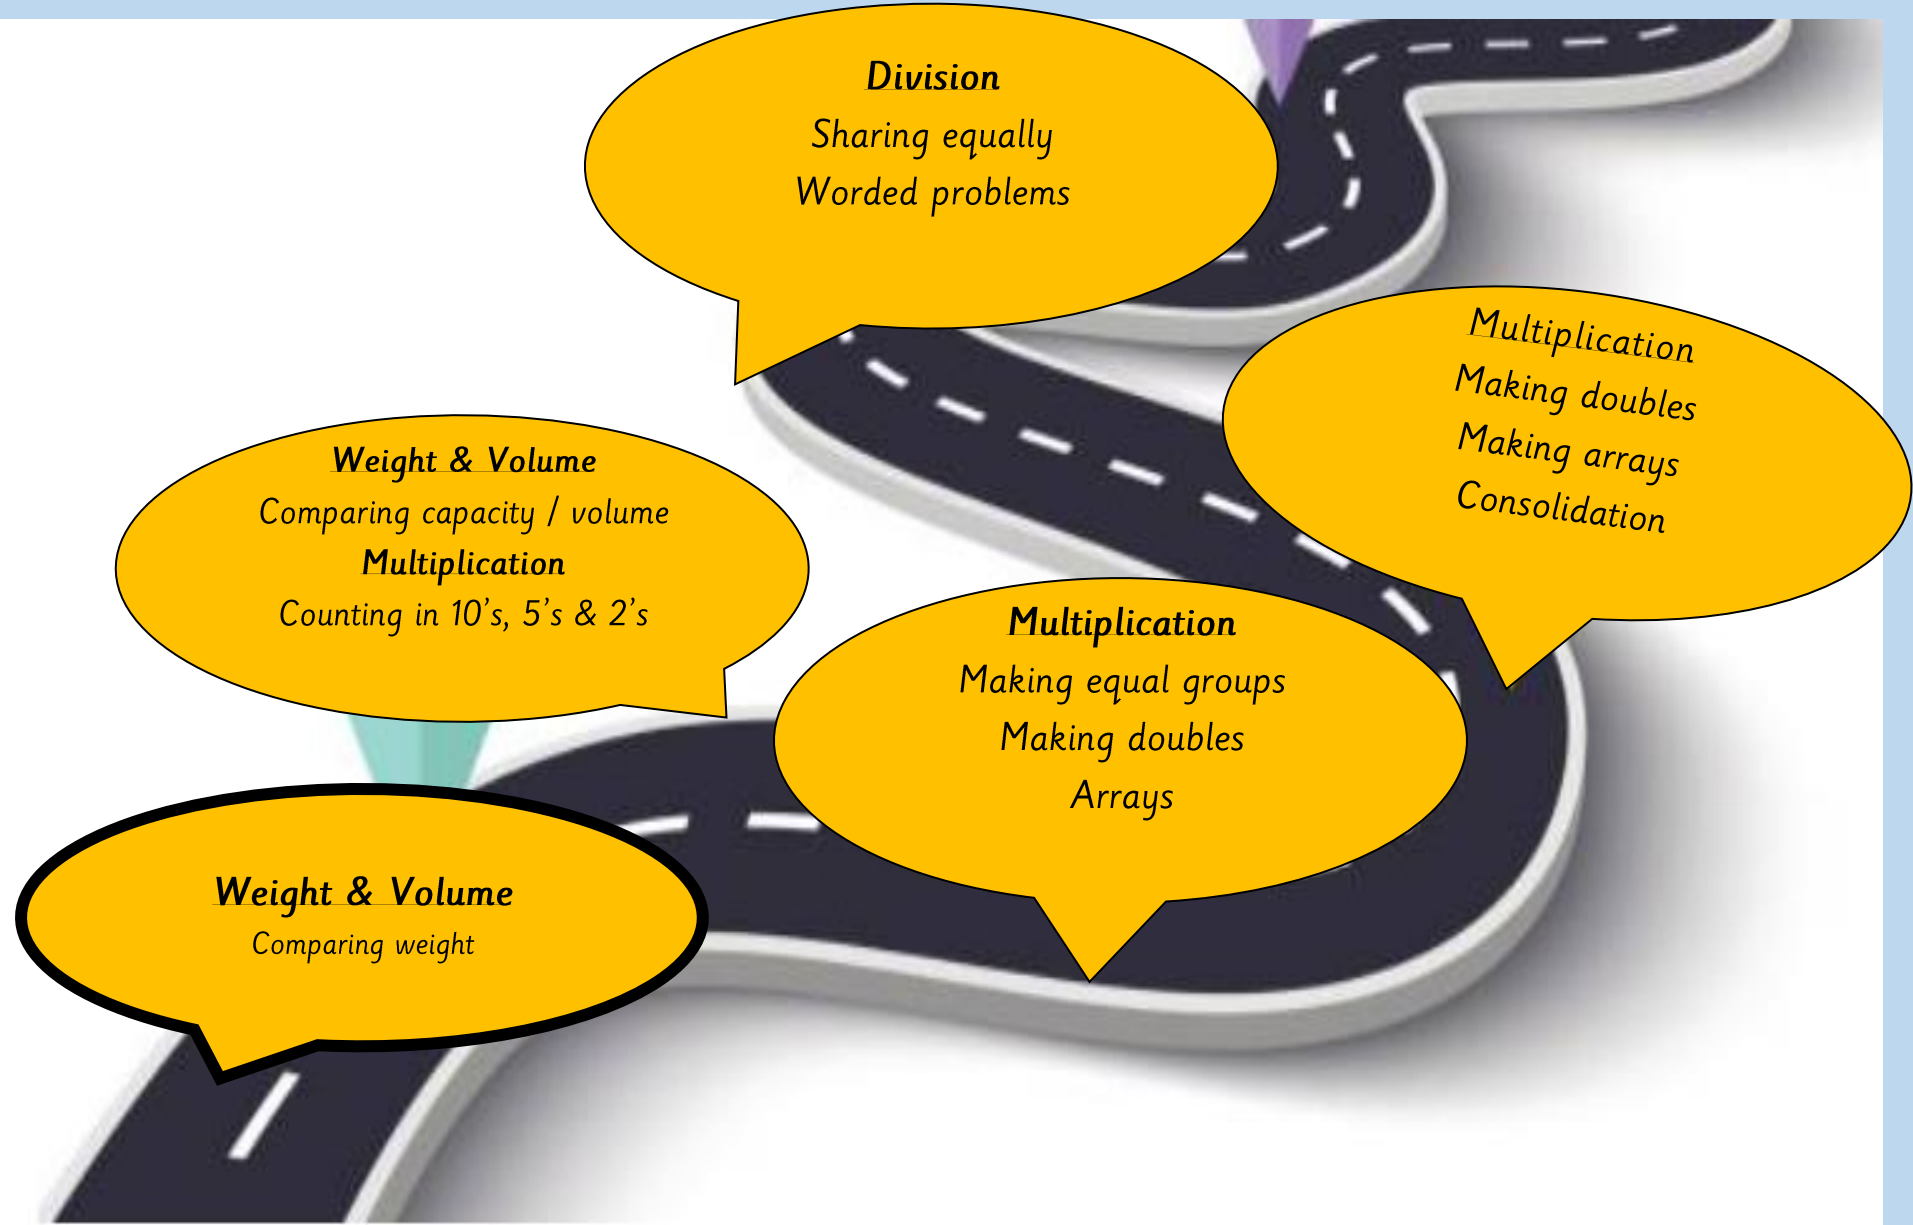 Division
Sharing equally
Worded problems
Multiplication
Making doubles
Making arrays
Consolidation
Weight & Volume
Comparing capacity / volume
Multiplication
Counting in 10's, 5's & 2's
Multiplication
Making equal groups
Making doubles
Arrays
Weight & Volume
Comparing weight